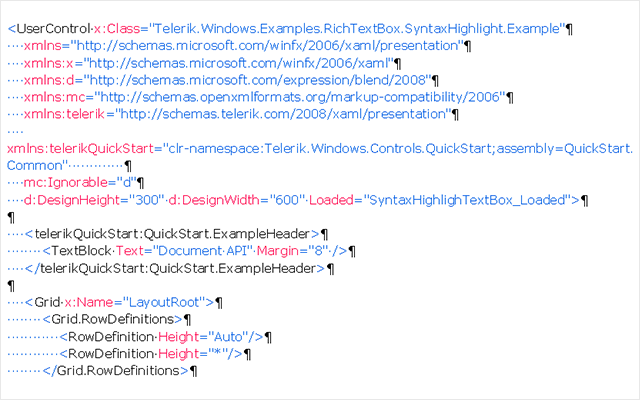 <UserControl·x:Class="Telerik.Windows.Examples.RichTextBox.SyntaxHighlight.Example"¶
····xmlns="http://schemas.microsoft.com/winfx/2006/xaml/presentation"¶
····xmlns:x="http://schemas.microsoft.com/winfx/2006/xaml"¶
····xmlns:d="http://schemas.microsoft.com/expression/blend/2008"¶
····xmlns:mc="http://schemas.openxmlformats.org/markup-compatibility/2006"¶
····xmlns:telerik="http://schemas.telerik.com/2008/xaml/presentation"¶
····
xmlns:telerikQuickStart="clr-namespace:Telerik.Windows.Controls.QuickStart;assembly=QuickStart.
Common"·············¶
····mc:Ignorable="d"¶
····d:DesignHeight="300"·d:DesignWidth="600"·Loaded="SyntaxHighlighTextBox_Loaded">¶
¶
····<telerikQuickStart:QuickStart.ExampleHeader>¶
········<TextBlock·Text="Document·API"·Margin="8"·/>¶
····</telerikQuickStart:QuickStart.ExampleHeader>¶
¶
····<Grid·x:Name="LayoutRoot">¶
········<Grid.RowDefinitions>¶
············<RowDefinition·Height="Auto"/>¶
············<RowDefinition·Height="*"/>¶
········</Grid.RowDefinitions>¶